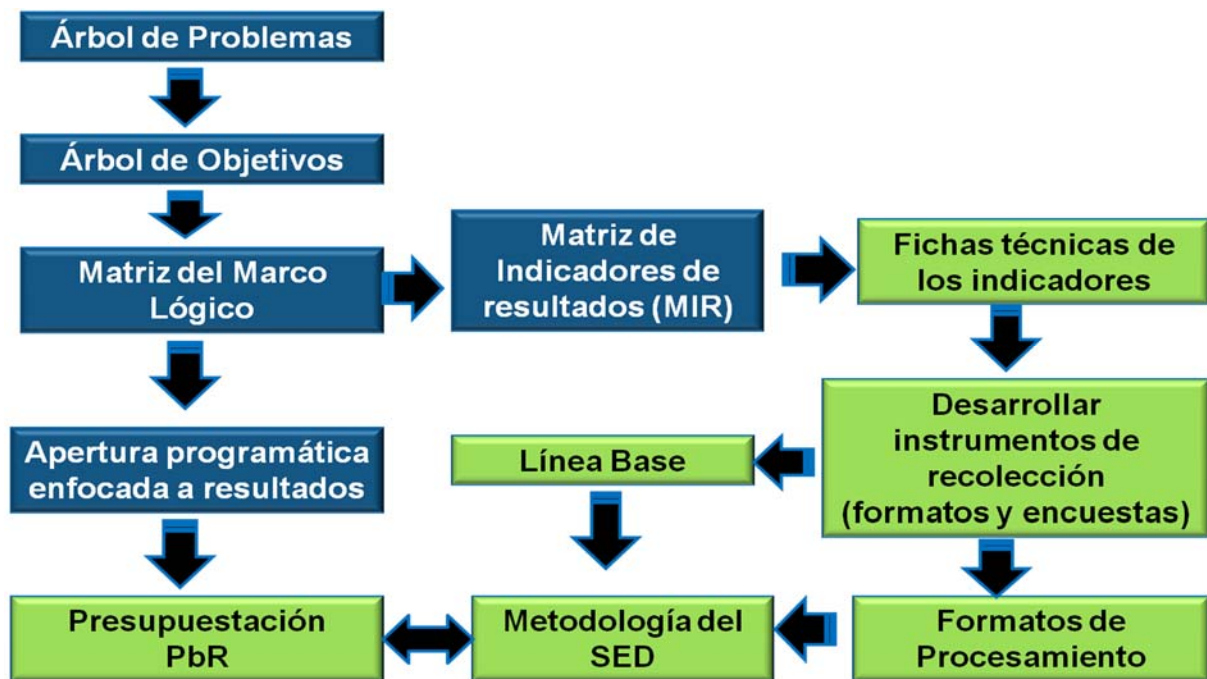 Árbol de Problemas
Árbol de Objetivos
Matriz del Marco
Lógico
Matriz de
Indicadores de
resultados (MIR)
Fichas técnicas de
los indicadores
Apertura programática
enfocada a resultados
Línea Base
Desarrollar
instrumentos de
recolección
(formatos y encuestas)
Presupuestación
PbR
Metodología del
SED
Formatos de
Procesamiento